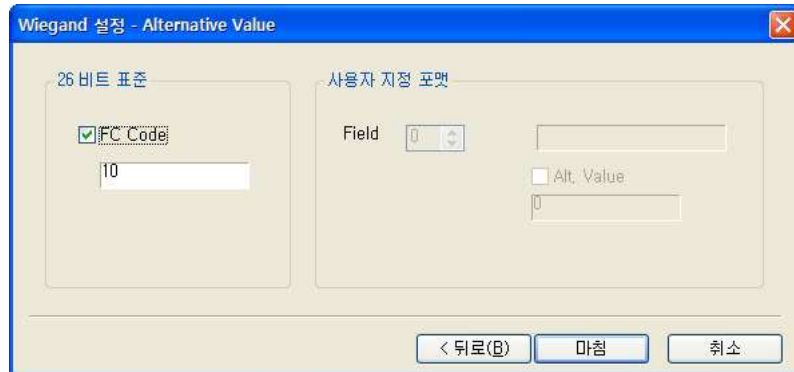 Wiegand 설정 - Alternative Value
26 비트 표준
FC Code
10
사용자 지정 포맷
Field 0
Alt, Value
0
< 뒤로(B) 마침 취소